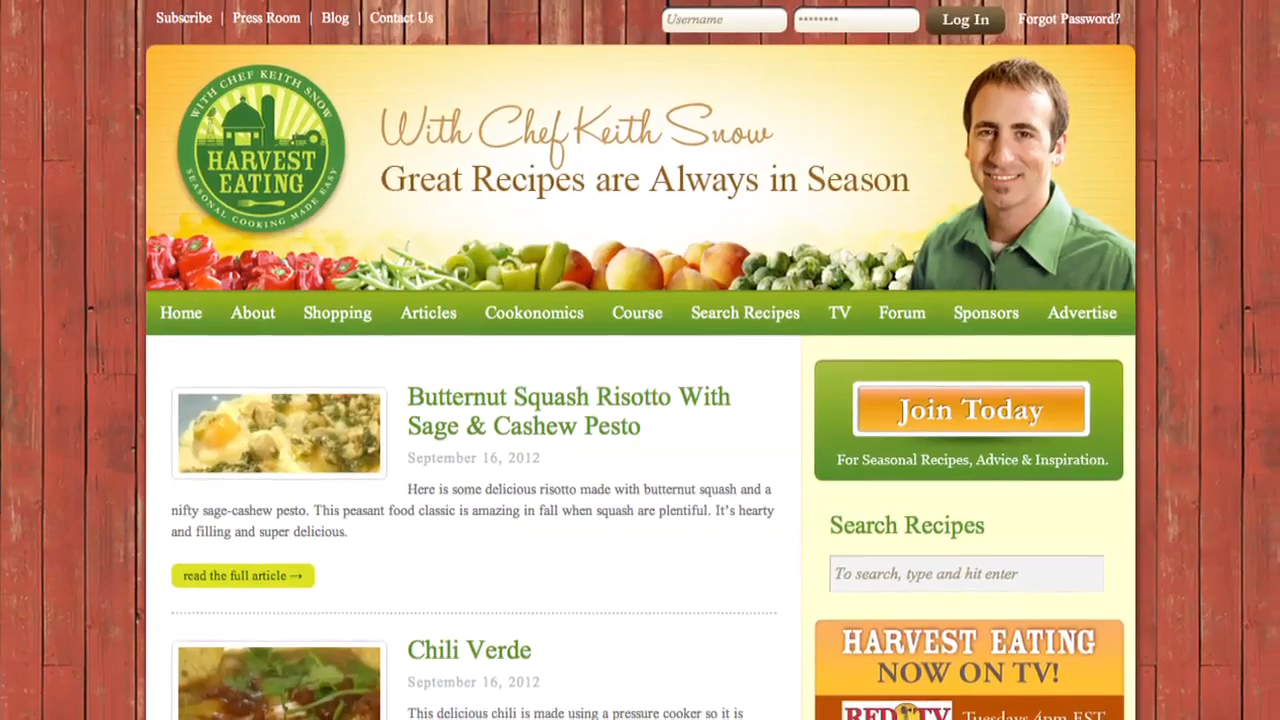 Subscribe | Press Room | Blog | Contact Us
Username
********
Log In
Forgot Password?
WITH CHEF KEITH SNOW
HARVEST
EATING
SEASONAL COOKING MADE EASY
With Chef Keith Snow
Great Recipes are Always in Season
Home About Shopping Articles Cookonomics Course Search Recipes TV Forum Sponsors Advertise
Butternut Squash Risotto With
Sage & Cashew Pesto
September 16, 2012
Here is some delicious risotto made with butternut squash and a
nifty sage-cashew pesto. This peasant food classic is amazing in fall when squash are plentiful. It's hearty
and filling and super delicious.
read the full article →
Chili Verde
September 16, 2012
This delicious chili is made using a pressure cooker so it is
Join Today
For Seasonal Recipes, Advice & Inspiration.
Search Recipes
To search, type and hit enter
HARVEST EATING
NOW ON TV!
RFD TV
Tuesdays 4pm EST